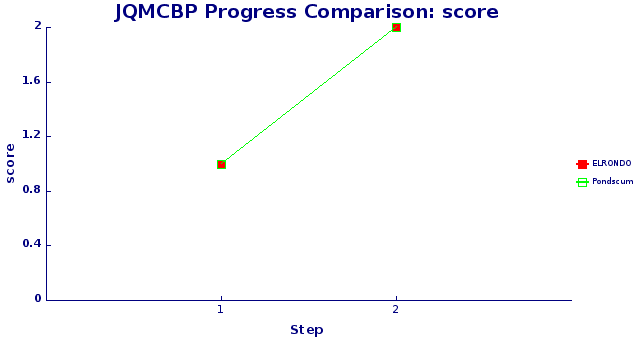 JQMCBP Progress Comparison: score
2
1.6
1.2
0.8
0.4
0
score
1 2
Step
ELRONDO
Pondscum